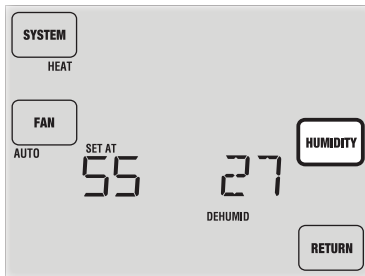 SYSTEM
HEAT
FAN
AUTO
SET AT
55
27
HUMIDITY
DEHUMID
RETURN